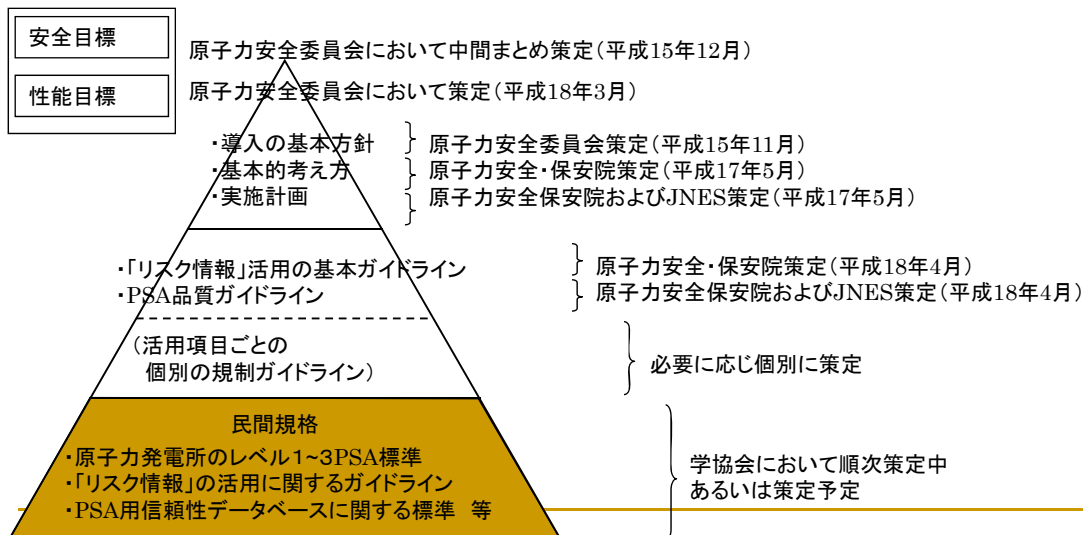 安全目標
原子力安全委員会において中間まとめ策定（平成15年12月）
性能目標
原子力安全委員会において策定（平成18年3月）
・導入の基本方針
原子力安全委員会策定（平成15年11月）
・基本的考え方
原子力安全・保安院策定（平成17年5月）
・実施計画
原子力安全保安院およびJNES策定（平成17年5月）
・「リスク情報」活用の基本ガイドライン
原子力安全・保安院策定（平成18年4月）
・PSA品質ガイドライン
原子力安全保安院およびJNES策定（平成18年4月）
（活用項目ごとの
個別の規制ガイドライン）
必要に応じ個別に策定
民間規格
・原子力発電所のレベル１~３PSA標準
・「リスク情報」の活用に関するガイドライン
・PSA用信頼性データベースに関する標準　等
学協会において順次策定中
あるいは策定予定